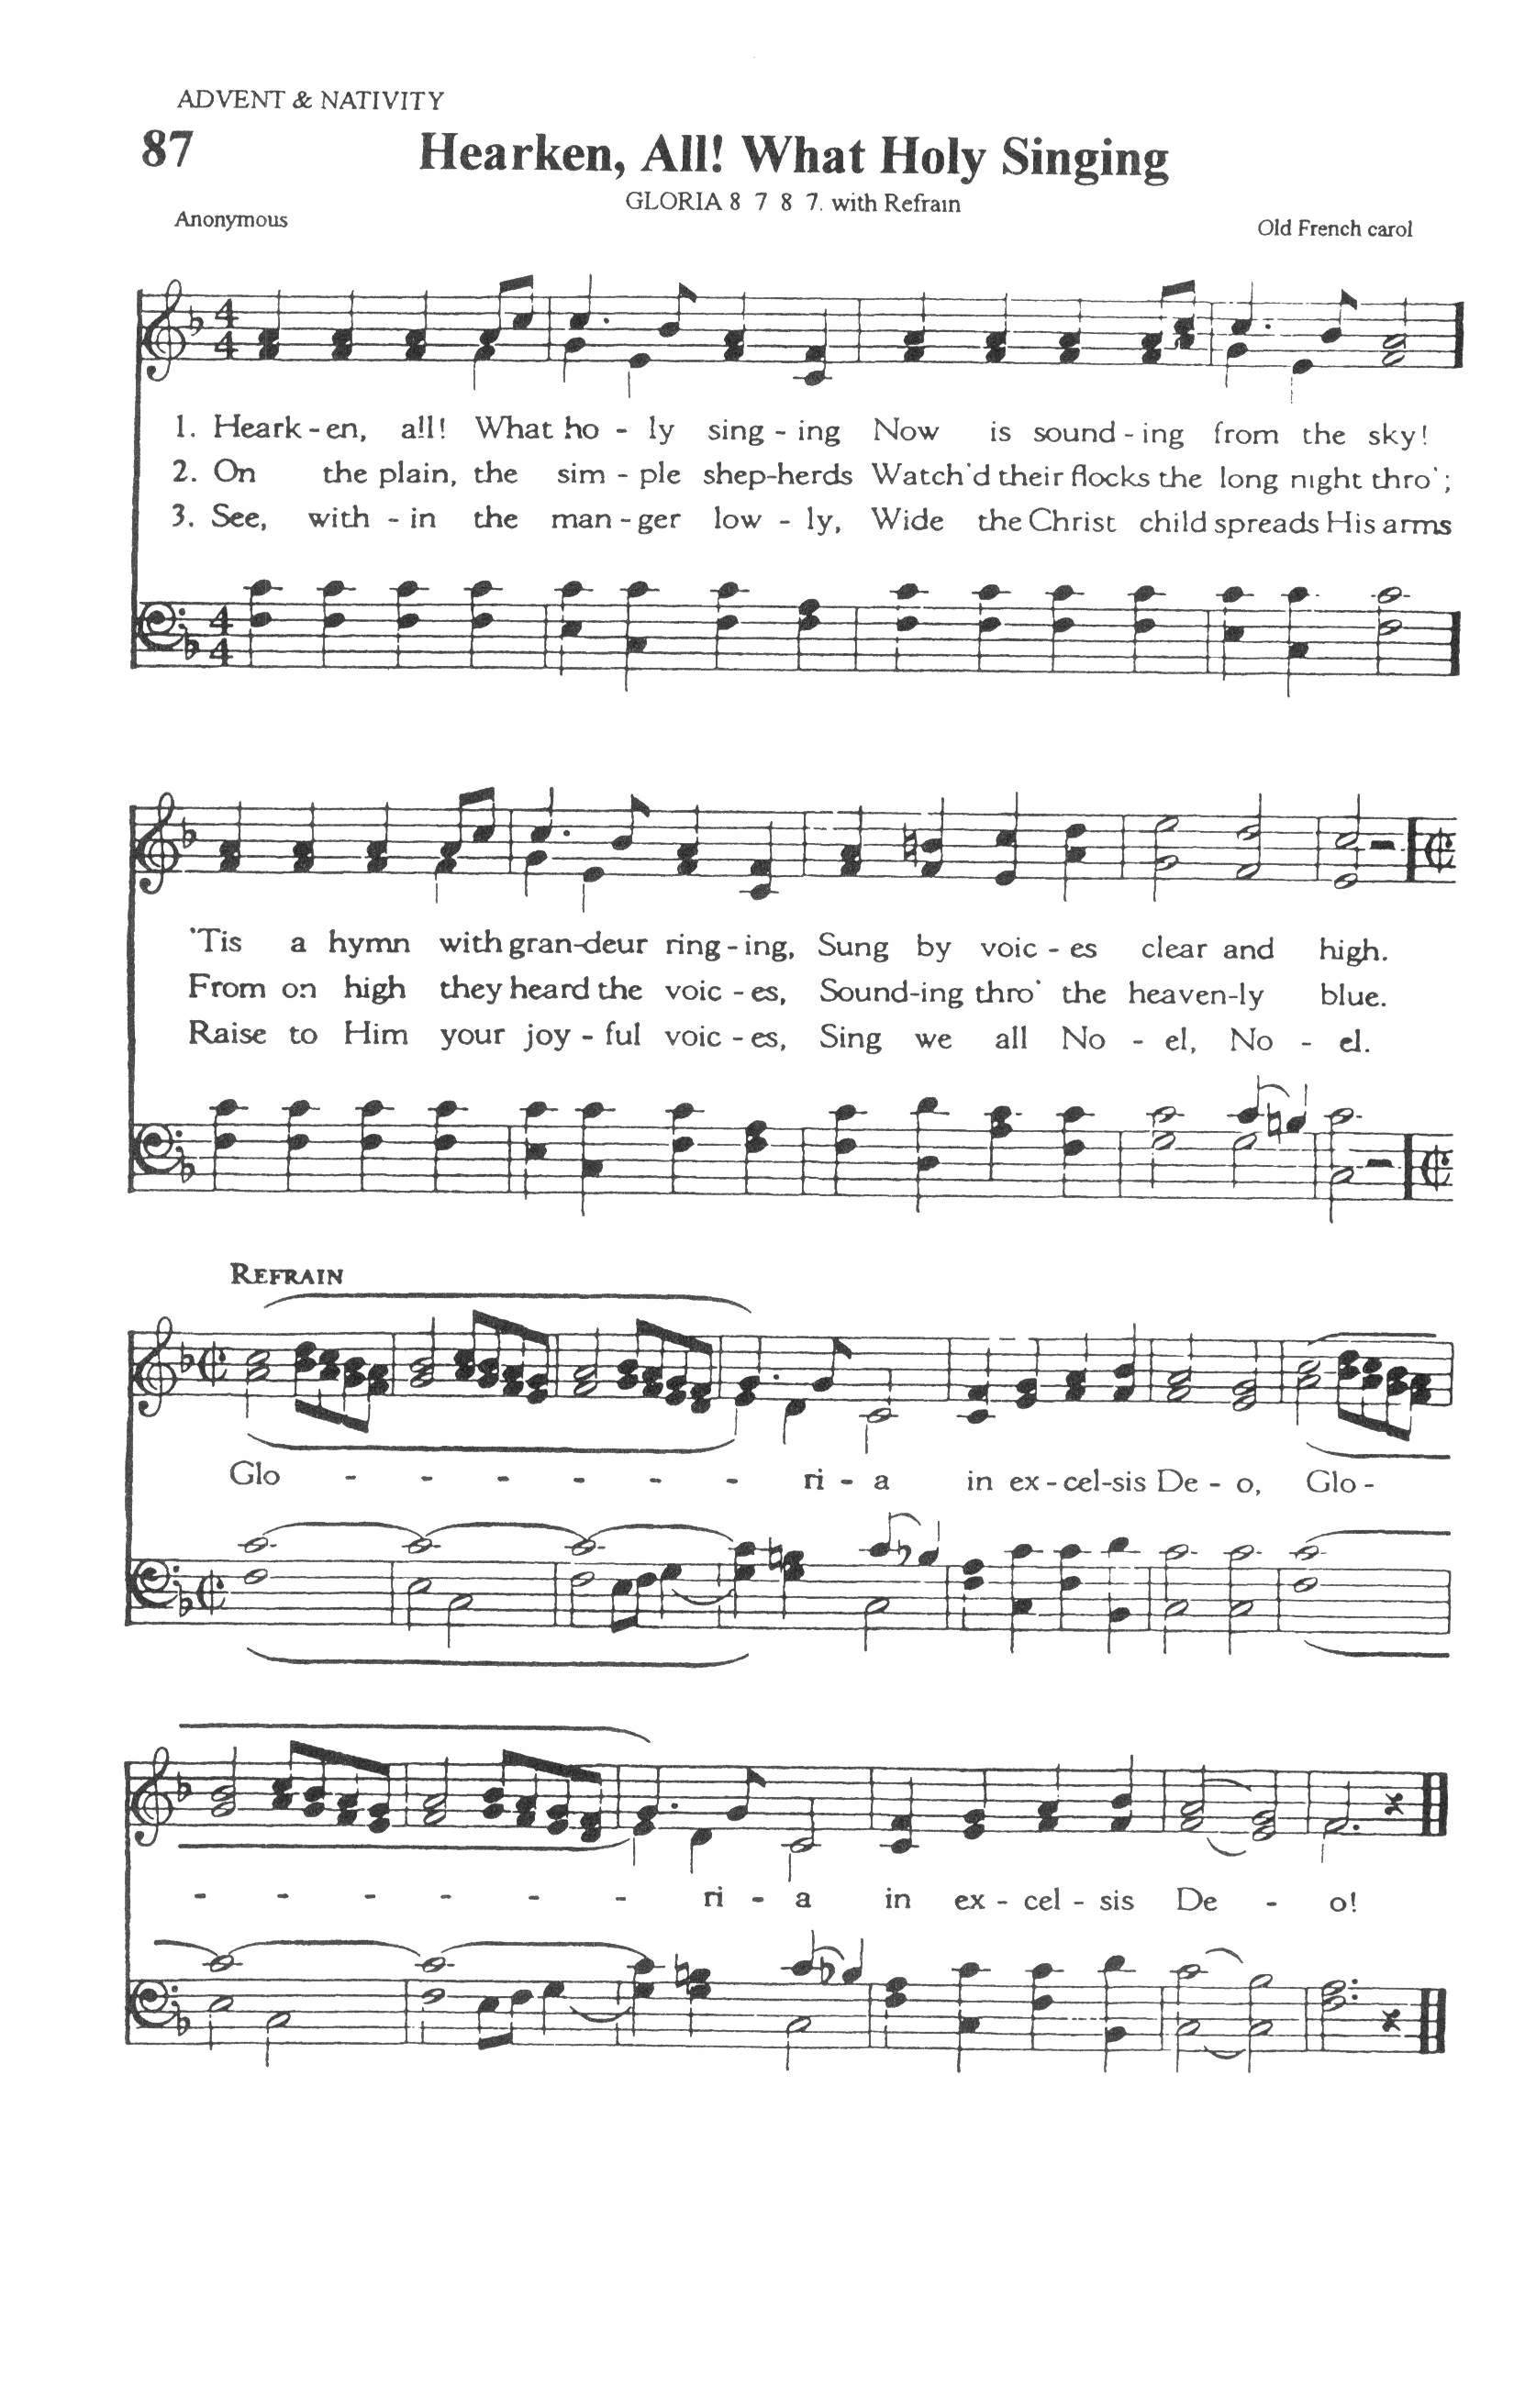 ADVENT & NATIVITY
87 Hearken, All! What Holy Singing
GLORIA 8 7 8 7. with Refrain
Anonymous Old French carol
1. Heark - en, all! What ho - ly sing - ing Now is sound - ing from the sky!
2. On the plain, the sim - ple shep-herds Watch'd their flocks the long night thro';
3. See, with - in the man - ger low - ly, Wide the Christ child spreads His arms
'Tis a hymn with gran-deur ring - ing, Sung by voic - es clear and high.
From on high they heard the voic - es, Sound-ing thro' the heaven-ly blue.
Raise to Him your joy - ful voic - es, Sing we all No - el, No - el.
REFRAIN
Glo - - - - - - ri - a in ex - cel-sis De - o, Glo -
- - - - - - ri - a in ex - cel - sis De - o!